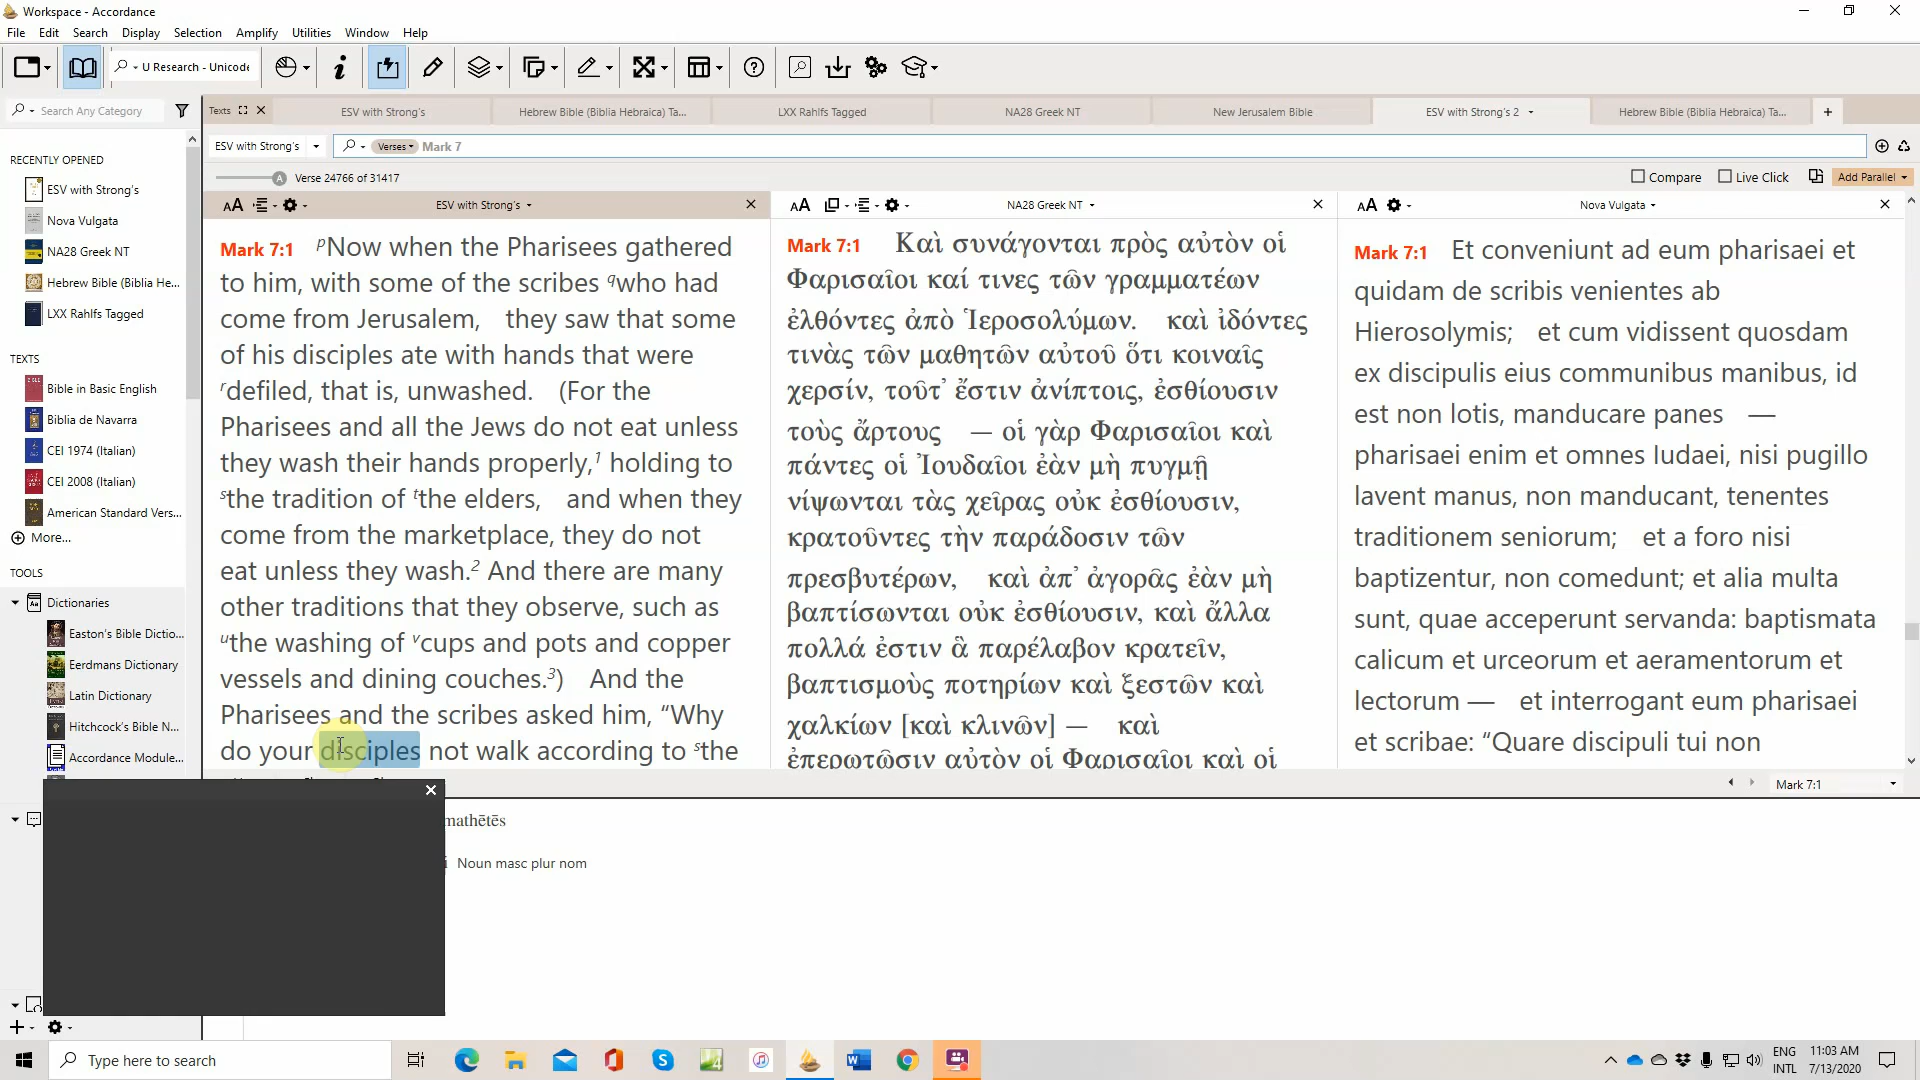 Workspace - Accordance
File Edit Search Display Selection Amplify Utilities Window Help
U Research - Unicode
Search Any Category
Texts
ESV with Strong's
Hebrew Bible (Biblia Hebraica) Ta...
LXX Rahlfs Tagged
NA28 Greek NT
New Jerusalem Bible
ESV with Strong's 2
Hebrew Bible (Biblia Hebraica) Ta...
ESV with Strong's
Verses
Mark 7
A
Verse 24766 of 31417
Compare
Live Click
Add Parallel
RECENTLY OPENED
ESV with Strong's
Nova Vulgata
NA28 Greek NT
Hebrew Bible (Biblia He...
LXX Rahlfs Tagged
TEXTS
Bible in Basic English
Biblia de Navarra
CEI 1974 (Italian)
CEI 2008 (Italian)
American Standard Vers...
More...
TOOLS
Dictionaries
Easton's Bible Dictio...
Eerdmans Dictionary
Latin Dictionary
Hitchcock's Bible N...
Accordance Module...
AA ESV with Strong's
Mark 7:1 pNow when the Pharisees gathered
to him, with some of the scribes qwho had
come from Jerusalem, they saw that some
of his disciples ate with hands that were
rdefiled, that is, unwashed. (For the
Pharisees and all the Jews do not eat unless
they wash their hands properly,1 holding to
sthe tradition of tthe elders, and when they
come from the marketplace, they do not
eat unless they wash.2 And there are many
other traditions that they observe, such as
uthe washing of vcups and pots and copper
vessels and dining couches.3) And the
Pharisees and the scribes asked him, “Why
do your disciples not walk according to sthe
AA NA28 Greek NT
Mark 7:1 Καὶ συνάγονται πρὸς αὐτὸν οἱ
Φαρισαῖοι καί τινες τῶν γραμματέων
ἐλθόντες ἀπὸ Ἱεροσολύμων. καὶ ἰδόντες
τινὰς τῶν μαθητῶν αὐτοῦ ὅτι κοιναῖς
χερσίν, τοῦτ’ ἔστιν ἀνίπτοις, ἐσθίουσιν
τοὺς ἄρτους — οἱ γὰρ Φαρισαῖοι καὶ
πάντες οἱ Ἰουδαῖοι ἐὰν μὴ πυγμῇ
νίψωνται τὰς χεῖρας οὐκ ἐσθίουσιν,
κρατοῦντες τὴν παράδοσιν τῶν
πρεσβυτέρων, καὶ ἀπ’ ἀγορᾶς ἐὰν μὴ
βαπτίσωνται οὐκ ἐσθίουσιν, καὶ ἄλλα
πολλά ἐστιν ἃ παρέλαβον κρατεῖν,
βαπτισμοὺς ποτηρίων καὶ ξεστῶν καὶ
χαλκίων [καὶ κλινῶν] — καὶ
ἐπερωτῶσιν αὐτὸν οἱ Φαρισαῖοι καὶ οἱ
AA Nova Vulgata
Mark 7:1 Et conveniunt ad eum pharisaei et
quidam de scribis venientes ab
Hierosolymis; et cum vidissent quosdam
ex discipulis eius communibus manibus, id
est non lotis, manducare panes —
pharisaei enim et omnes Iudaei, nisi pugillo
lavent manus, non manducant, tenentes
traditionem seniorum; et a foro nisi
baptizentur, non comedunt; et alia multa
sunt, quae acceperunt servanda: baptismata
calicum et urceorum et aeramentorum et
lectorum — et interrogant eum pharisaei
et scribae: “Quare discipuli tui non
Mark 7:1
mathētēs
Noun masc plur nom
Type here to search
ENG
INTL
11:03 AM
7/13/2020